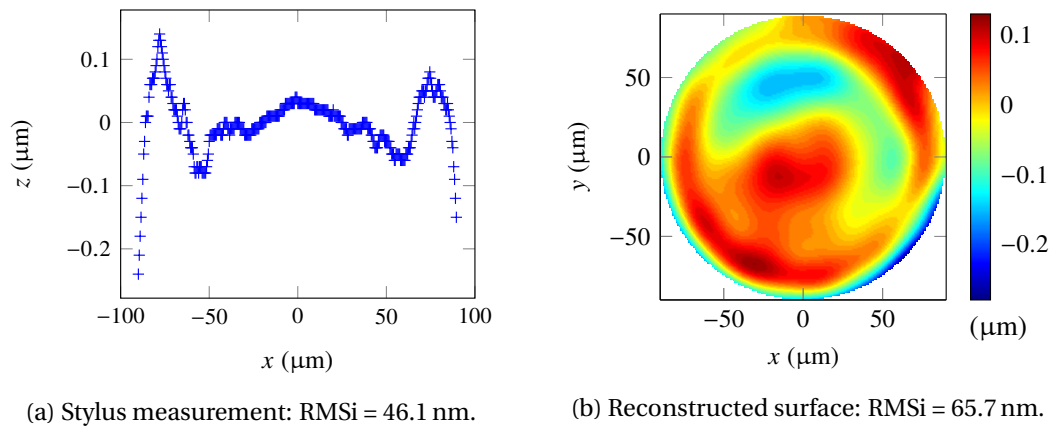 0.1
0
−0.1
−0.2
z (μm)
−100 −50 0 50 100
x (μm)
(a) Stylus measurement: RMSi = 46.1 nm.
50
0
−50
y (μm)
−50 0 50
x (μm)
0.1
0
−0.1
−0.2
(μm)
(b) Reconstructed surface: RMSi = 65.7 nm.